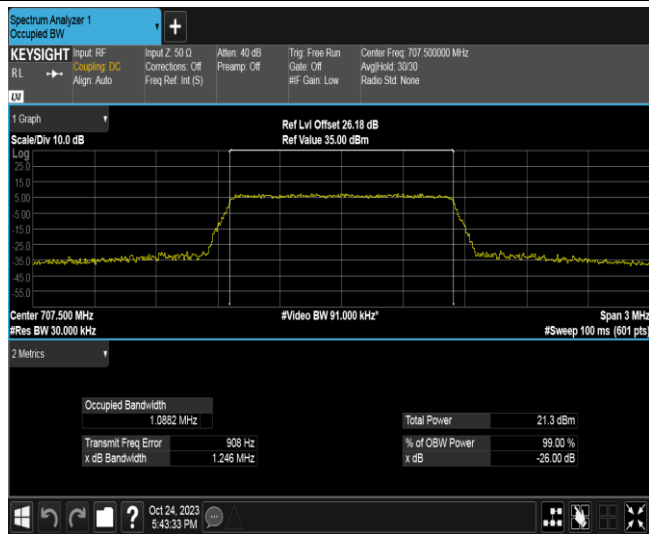 Spectrum Analyzer 1
Occupied BW
+
KEYSIGHT
RL
LXI
Input: RF
Coupling: DC
Align: Auto
Input Z: 50 Ω
Corrections: Off
Freq Ref: Int (S)
Atten: 40 dB
Preamp: Off
Trig: Free Run
Gate: Off
#IF Gain: Low
Center Freq: 707.500000 MHz
Avg|Hold: 30/30
Radio Std: None
1 Graph
Scale/Div 10.0 dB
Ref Lvl Offset 26.18 dB
Ref Value 35.00 dBm
Log
25.0
15.0
5.00
-5.00
-15.0
-25.0
-35.0
-45.0
-55.0
Center 707.500 MHz
#Res BW 30.000 kHz
#Video BW 91.000 kHz*
Span 3 MHz
#Sweep 100 ms (601 pts)
2 Metrics
Occupied Bandwidth
1.0882 MHz
Transmit Freq Error 908 Hz
x dB Bandwidth 1.246 MHz
Total Power 21.3 dBm
% of OBW Power 99.00 %
x dB -26.00 dB
?
Oct 24, 2023
5:43:33 PM